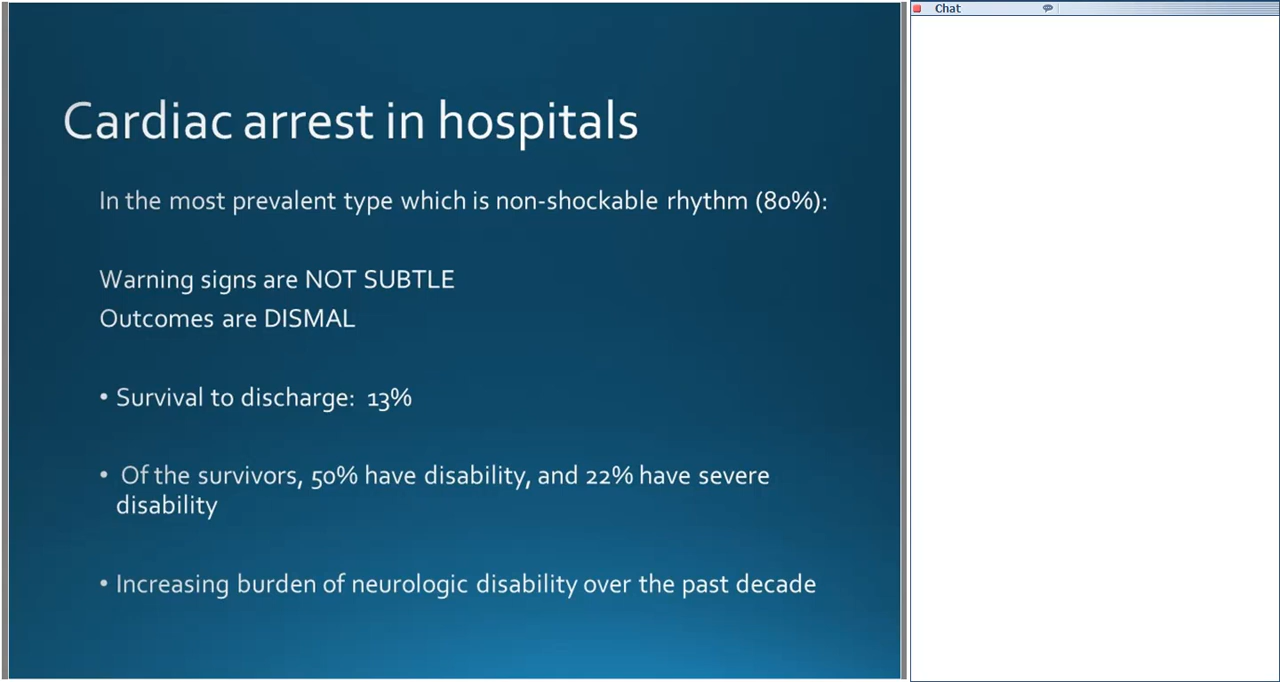 Chat
Cardiac arrest in hospitals
In the most prevalent type which is non-shockable rhythm (80%):
Warning signs are NOT SUBTLE
Outcomes are DISMAL
• Survival to discharge: 13%
• Of the survivors, 50% have disability, and 22% have severe
disability
• Increasing burden of neurologic disability over the past decade